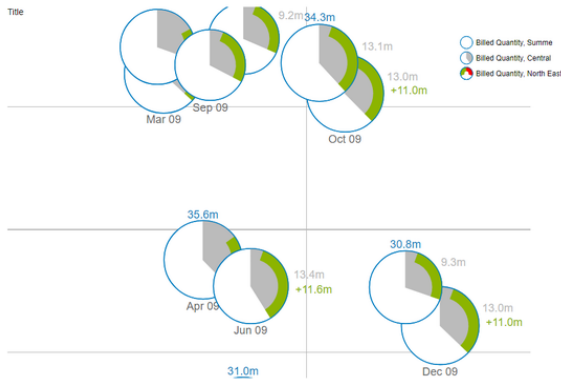 Title
9.2m
34.3m
13.1m
13.0m
+11.0m
Mar 09
Sep 09
Oct 09
Billed Quantity, Summe
Billed Quantity, Central
Billed Quantity, North East
35.6m
13.4m
+11.6m
Apr 09
Jun 09
30.8m
9.3m
13.0m
+11.0m
Dec 09
31.0m